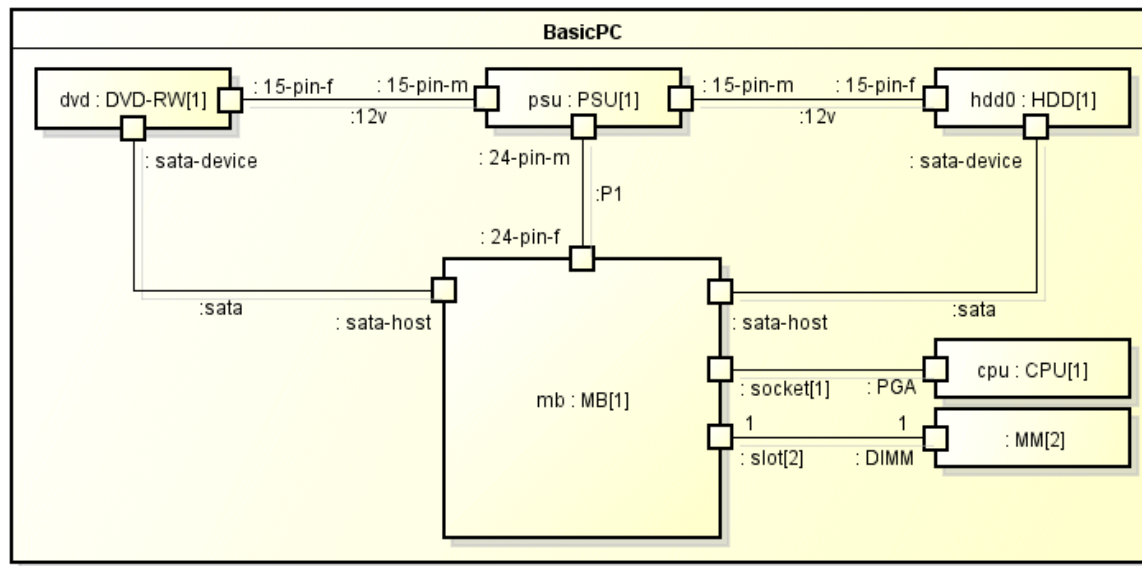 BasicPC
dvd : DVD-RW[1]
: 15-pin-f
: 15-pin-m
:12v
psu : PSU[1]
: 15-pin-m
: 15-pin-f
:12v
hdd0 : HDD[1]
: sata-device
: 24-pin-m
: sata-device
:P1
: 24-pin-f
:sata
: sata-host
:sata
: sata-host
mb : MB[1]
cpu : CPU[1]
: socket[1]
: PGA
1
1
: slot[2]
: DIMM
: MM[2]